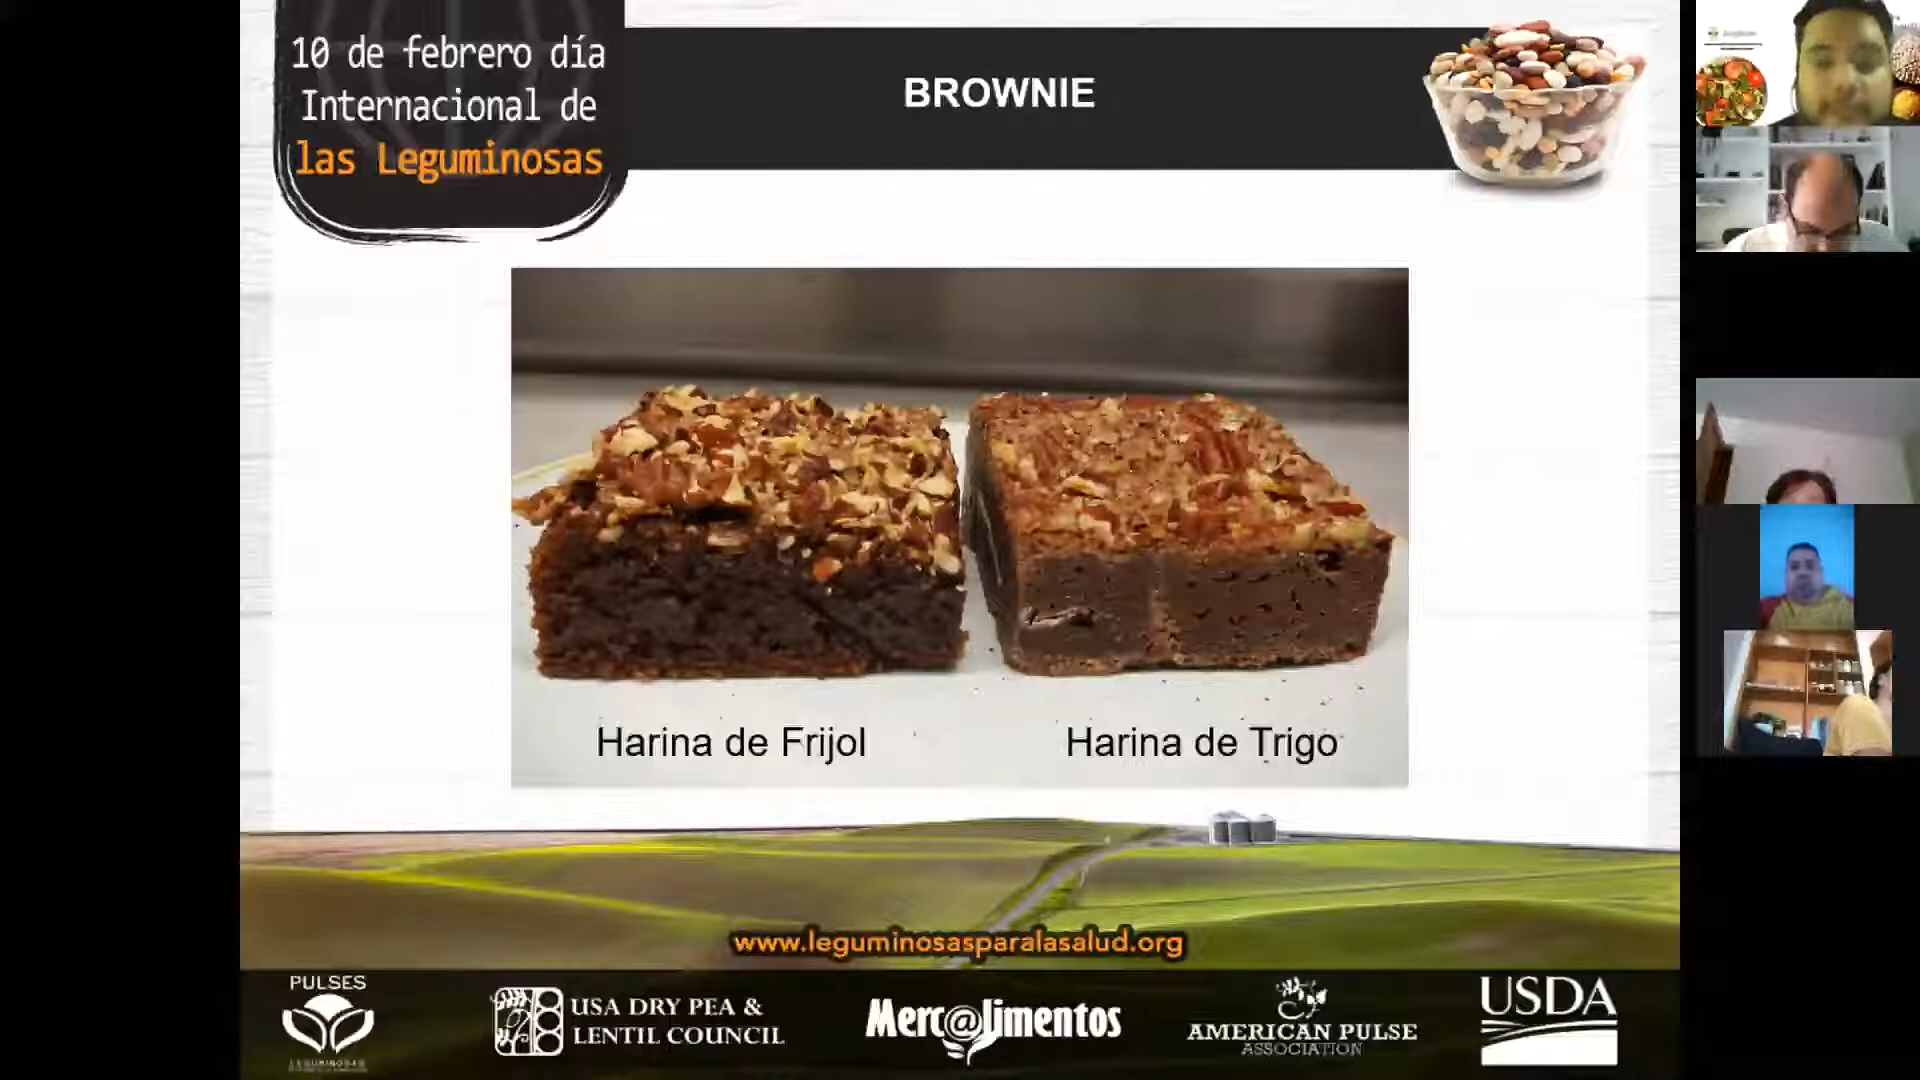 10 de febrero día
Internacional de
las Leguminosas
BROWNIE
Harina de Frijol
Harina de Trigo
www.leguminosasparalasalud.org
PULSES
LEGUMINOSAS
USA DRY PEA &
LENTIL COUNCIL
Merc@limentos
AMERICAN PULSE
ASSOCIATION
USDA